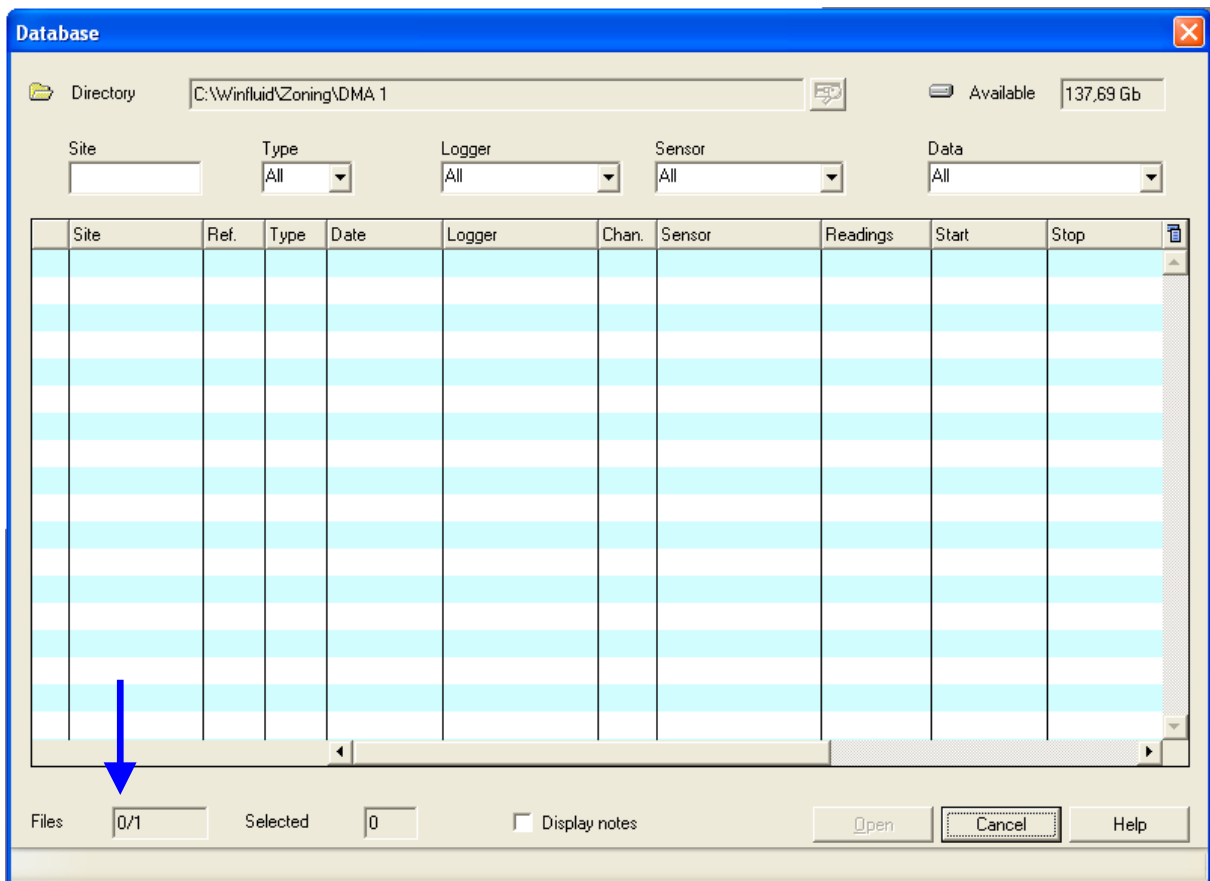 Database
Directory C:\Winfluid\Zoning\DMA 1 Available 137,69 Gb
Site Type Logger Sensor Data
All All All All
Site Ref. Type Date Logger Chan. Sensor Readings Start Stop
Files 0/1 Selected 0 Display notes Open Cancel Help